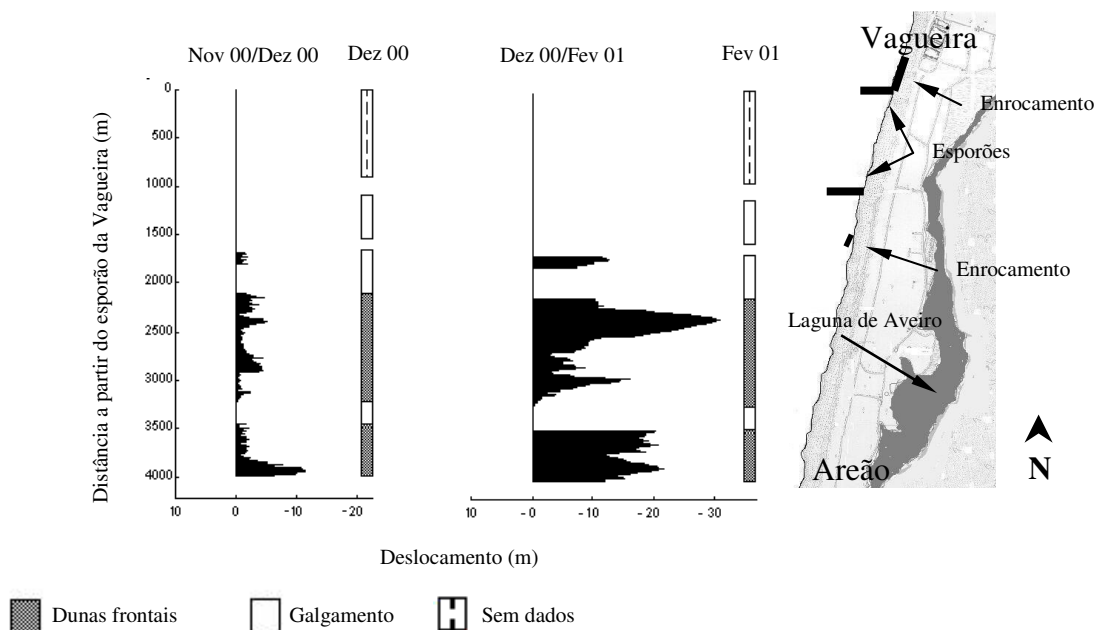 Nov 00/Dez 00
Dez 00
Dez 00/Fev 01
Fev 01
Distância a partir do esporão da Vagueira (m)
0
500
1000
1500
2000
2500
3000
3500
4000
10
0
- 10
- 20
10
- 0
- 10
- 20
- 30
Deslocamento (m)
Vagueira
Enrocamento
Esporões
Enrocamento
Laguna de Aveiro
Areão
N
Dunas frontais
Galgamento
Sem dados